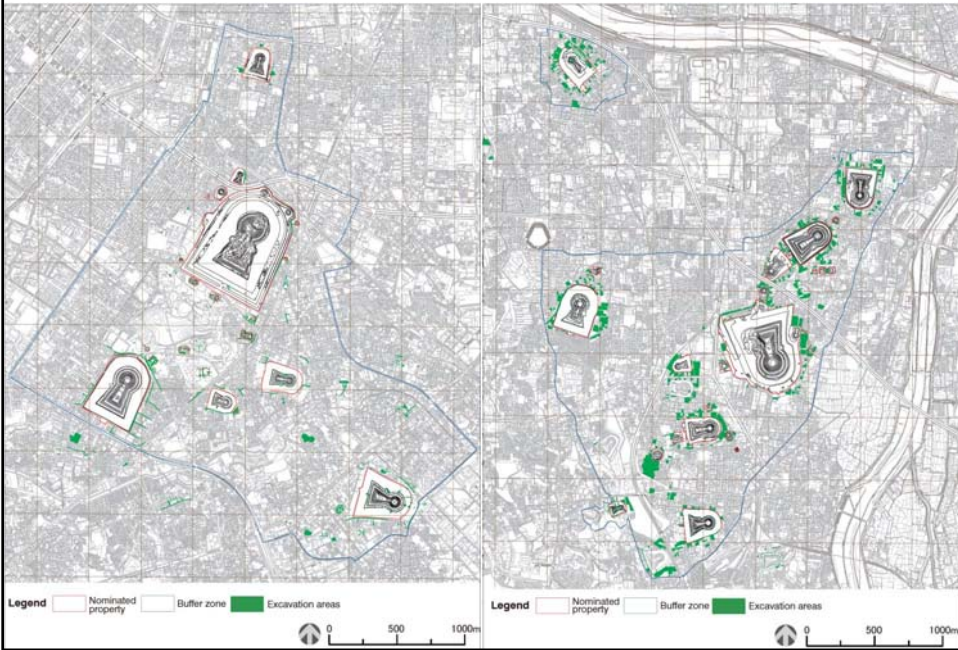 Legend Nominated property Buffer zone Excavation areas
0 500 1000m
Legend Nominated property Buffer zone Excavation areas
0 500 1000m